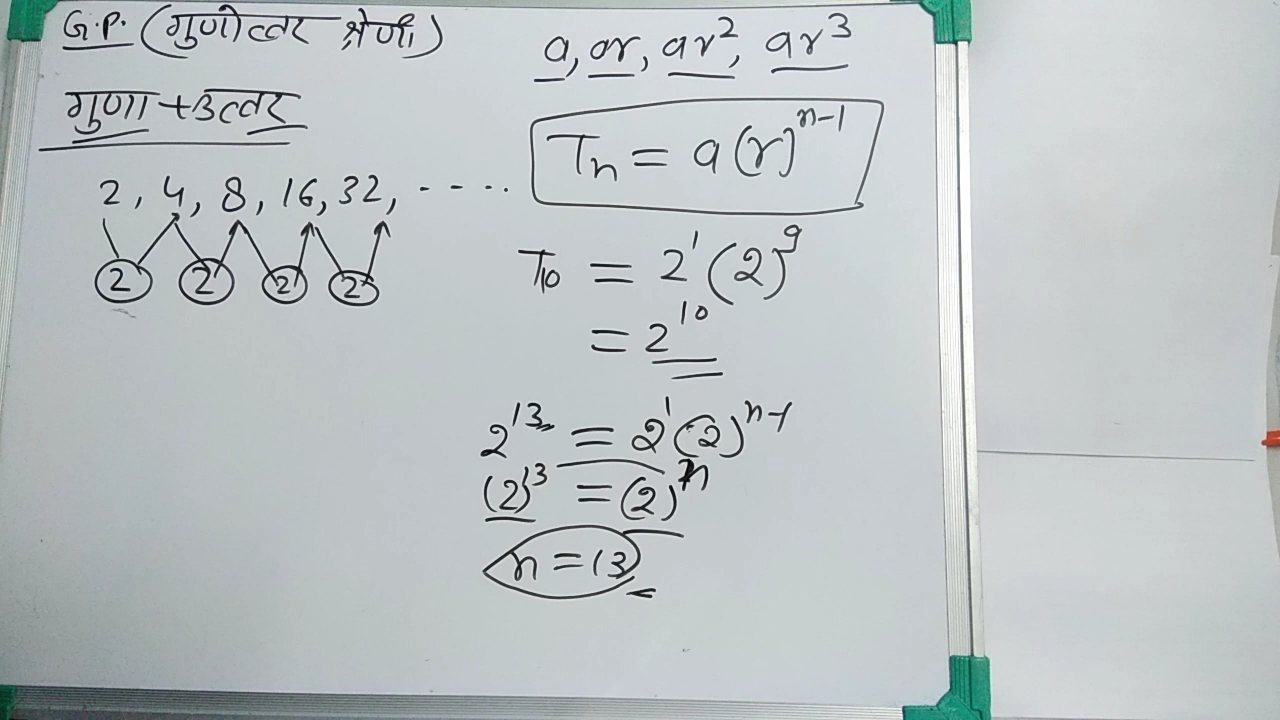 G.P. (गुणोत्तर श्रेणी)
गुणा + उत्तर
2, 4, 8, 16, 32, - - - -
2 2 2 2
a, ar, ar², ar³
Tn = a(r)ⁿ⁻¹
T10 = 2¹(2)⁹
= 2¹⁰
2¹³ = 2¹(2)ⁿ⁻¹
(2)¹³ = (2)ⁿ
n = 13